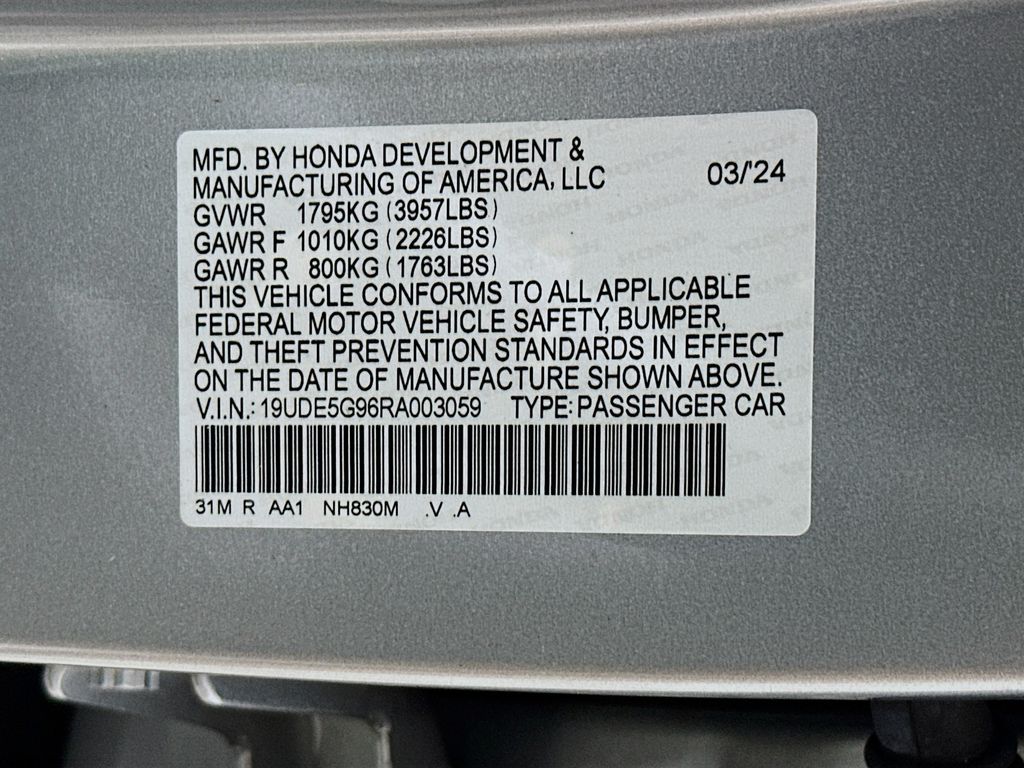 MFD. BY HONDA DEVELOPMENT &
MANUFACTURING OF AMERICA, LLC 03/'24
GVWR 1795KG (3957LBS)
GAWR F 1010KG (2226LBS)
GAWR R 800KG (1763LBS)
THIS VEHICLE CONFORMS TO ALL APPLICABLE
FEDERAL MOTOR VEHICLE SAFETY, BUMPER,
AND THEFT PREVENTION STANDARDS IN EFFECT
ON THE DATE OF MANUFACTURE SHOWN ABOVE.
V.I.N.: 19UDE5G96RA003059 TYPE: PASSENGER CAR
31M R AA1 NH830M .V .A